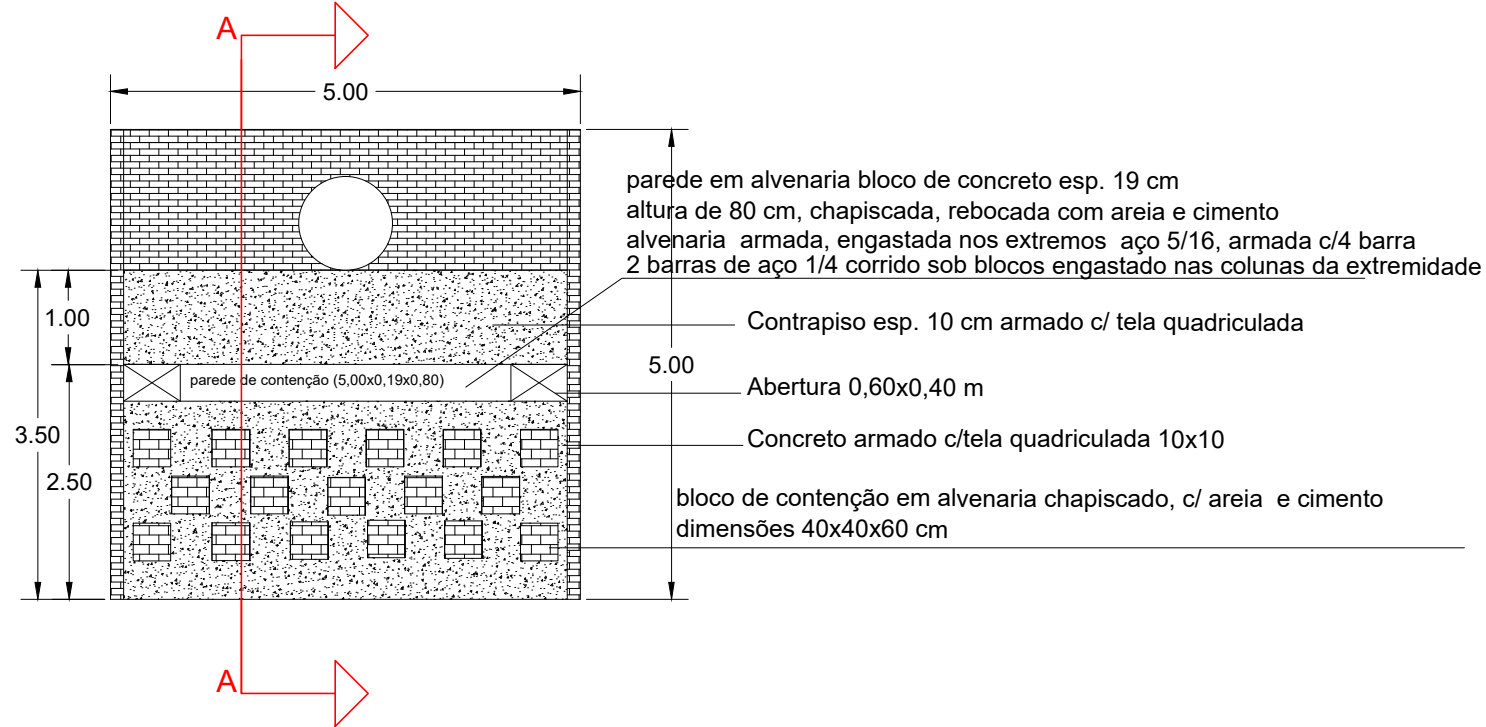 A
5.00
parede em alvenaria bloco de concreto esp. 19 cm
altura de 80 cm, chapiscada, rebocada com areia e cimento
alvenaria armada, engastada nos extremos aço 5/16, armada c/4 barra
2 barras de aço 1/4 corrido sob blocos engastado nas colunas da extremidade
1.00
Contrapiso esp. 10 cm armado c/ tela quadriculada
5.00
parede de contenção (5,00x0,19x0,80)
Abertura 0,60x0,40 m
3.50
Concreto armado c/tela quadriculada 10x10
2.50
bloco de contenção em alvenaria chapiscado, c/ areia e cimento
dimensões 40x40x60 cm
A